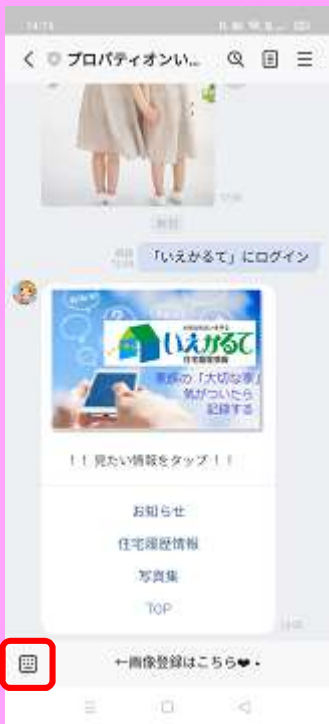 プロパティオンい...
「いえかるて」にログイン
いえかるて
住宅履歴情報
家族の「大切な事」
気がついたら
記録する
！！見たい情報をタップ！！
お知らせ
住宅履歴情報
写真集
TOP
←画像登録はこちら❤・